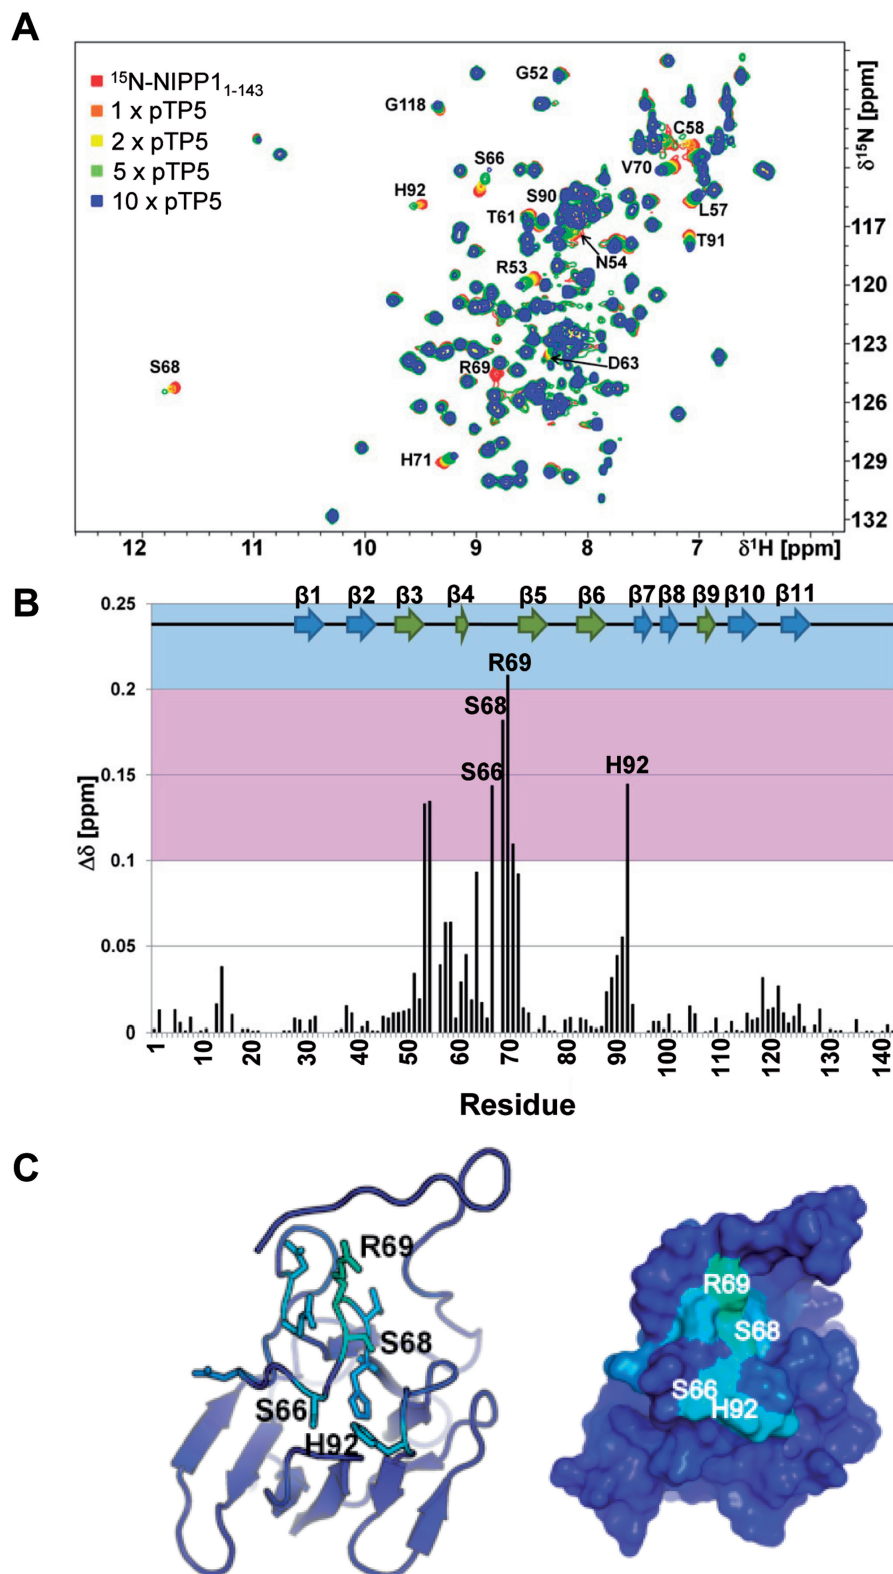 A
¹⁵N-NIPP1₁₋₁₄₃
1 x pTP5
2 x pTP5
5 x pTP5
10 x pTP5
G52
G118
C58
S66
V70
H92
S90
L57
T61
T91
N54
R53
S68
R69
D63
H71
117
120
123
126
129
132
δ¹⁵N [ppm]
12
11
10
9
8
7
δ¹H [ppm]
B
β1 β2 β3 β4 β5 β6 β7 β8 β9 β10 β11
0.25
0.2
0.15
0.1
0.05
0
Δδ [ppm]
R69
S68
S66
H92
1 10 20 30 40 50 60 70 80 90 100 110 120 130 140
Residue
C
R69
S68
S66
H92
R69
S68
S66
H92